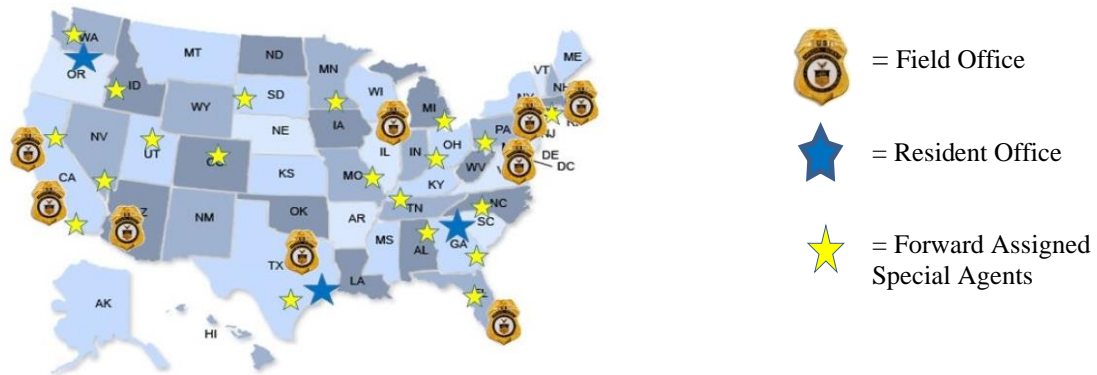 WA
MT
ND
ME
VT
OR
MN
NH
ID
SD
WI
NY
WY
MI
IA
PA
NJ
NE
NV
OH
IL
IN
DE
UT
DC
CO
WV
CA
KS
MO
KY
NC
TN
OK
SC
NM
AR
GA
AL
MS
TX
LA
FL
AK
HI
= Field Office
= Resident Office
= Forward Assigned
Special Agents